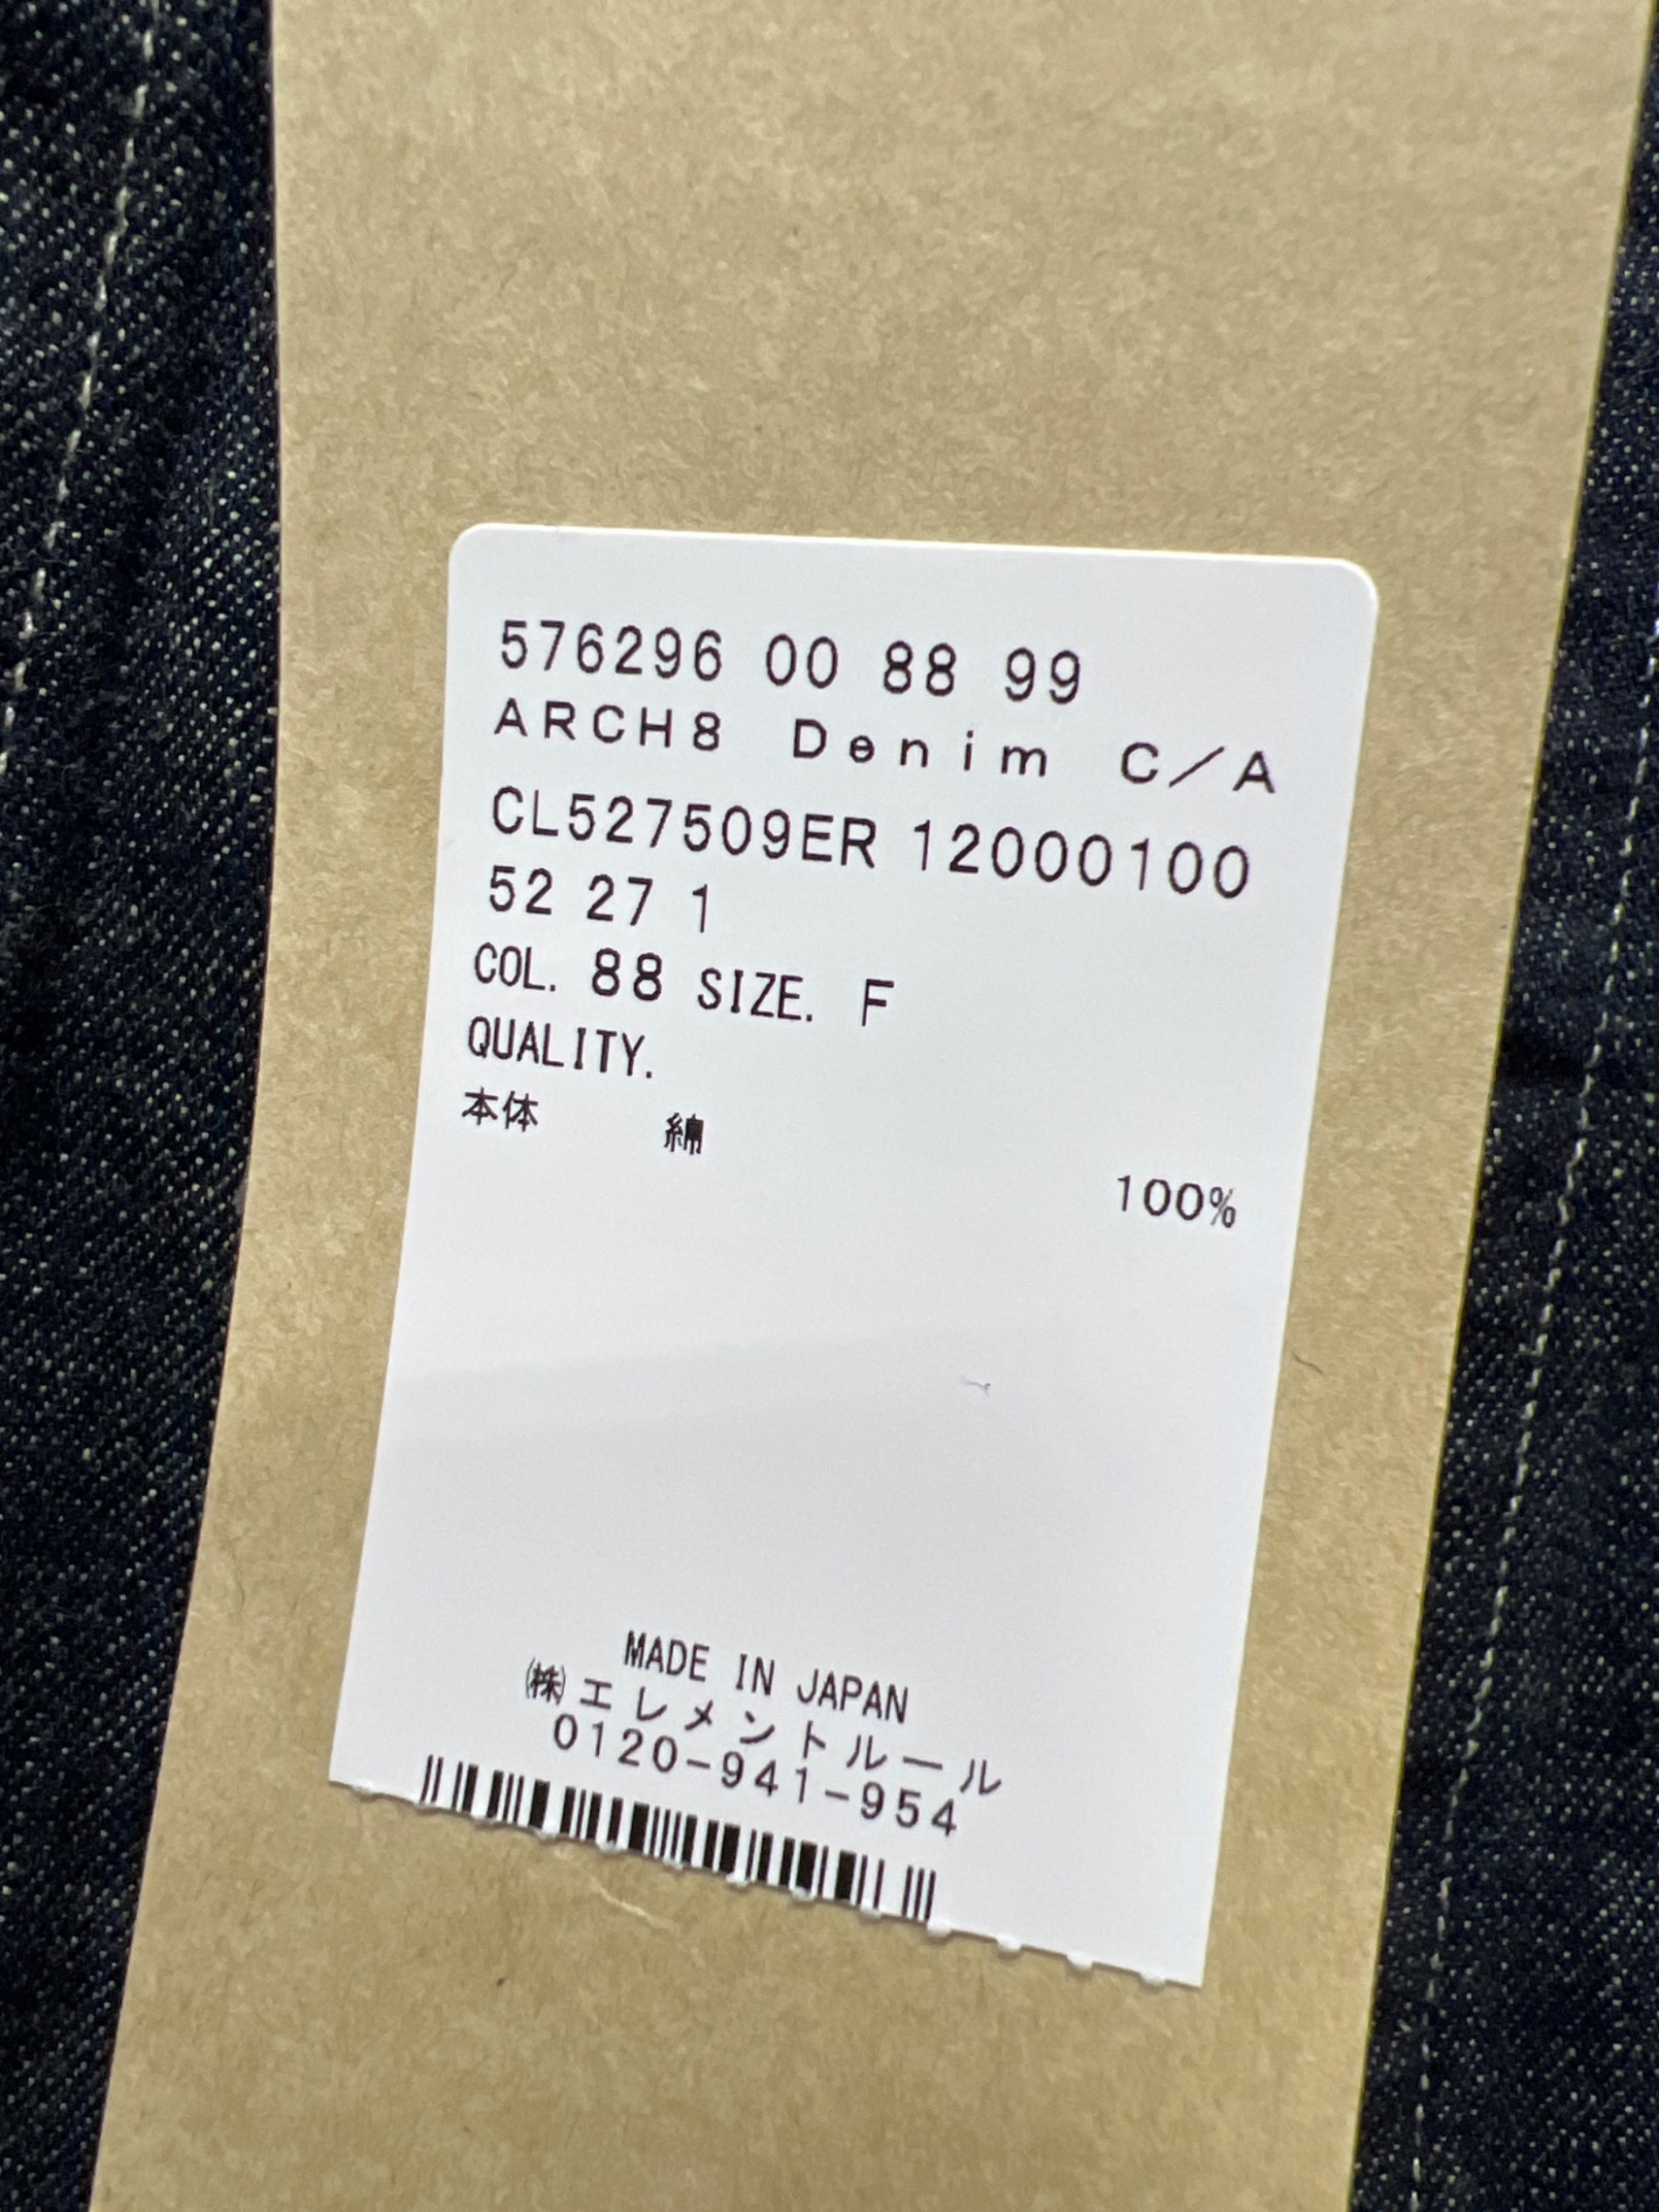 576296 00 88 99
ARCH8 Denim C/A
CL527509ER 12000100
52 27 1
COL. 88 SIZE. F
QUALITY.
本体 綿 100%
MADE IN JAPAN
㈱エレメントルール
0120-941-954